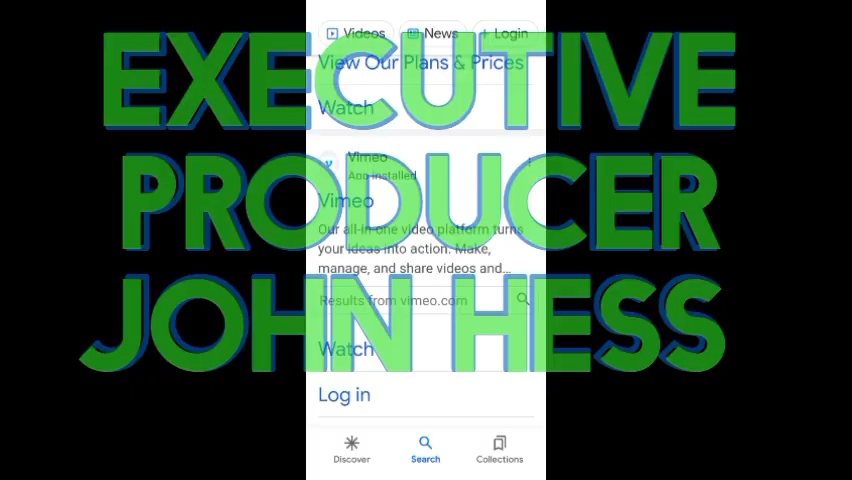 Videos News + Login
EXECUTIVE
View Our Plans & Prices
Watch
Vimeo
App installed
PRODUCER
Vimeo
Our all-in-one video platform turns
your ideas into action. Make,
manage, and share videos and...
JOHN HESS
Results from vimeo.com
Watch
Log in
Discover Search Collections